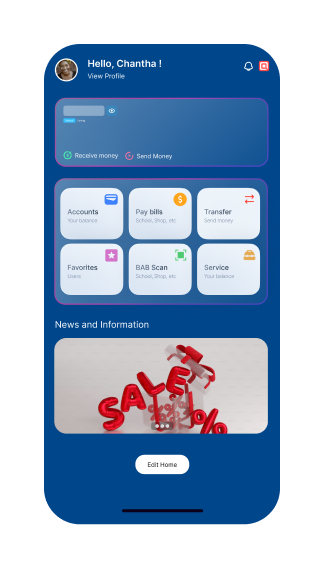 Hello, Chantha !
View Profile
Receive money
Send Money
Accounts
Your balance
Pay bills
School, Shop, etc
Transfer
Send money
Favorites
Users
BAB Scan
School, Shop, etc
Service
Your balance
News and Information
SALE
%
Edit Home